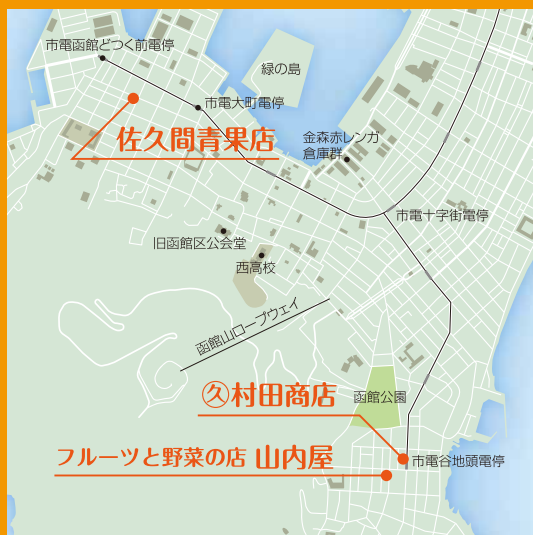 市電函館どつく前電停
緑の島
市電大町電停
佐久間青果店
金森赤レンガ
倉庫群
市電十字街電停
旧函館区公会堂
西高校
函館山ロープウェイ
㊈村田商店
函館公園
フルーツと野菜の店 山内屋
市電谷地頭電停